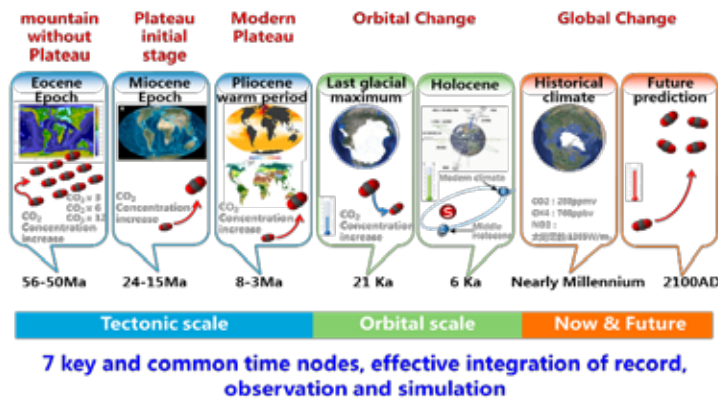 mountain
without
Plateau
Plateau
initial
stage
Modern
Plateau
Orbital Change
Global Change
Eocene
Epoch
CO₂ × 3
CO₂ × 6
CO₂ × 12
CO₂
Concentration
increase
Miocene
Epoch
CO₂
Concentration
increase
Pliocene
warm period
CO₂
Concentration
increase
Last glacial
maximum
CO₂
Concentration
increase
Holocene
Modern climate
S
Middle
Holocene
Historical
climate
CO2 : 280ppmv
CH4 : 760ppbv
Future
prediction
56-50Ma
24-15Ma
8-3Ma
21 Ka
6 Ka
Nearly Millennium
2100AD
Tectonic scale
Orbital scale
Now & Future
7 key and common time nodes, effective integration of record,
observation and simulation